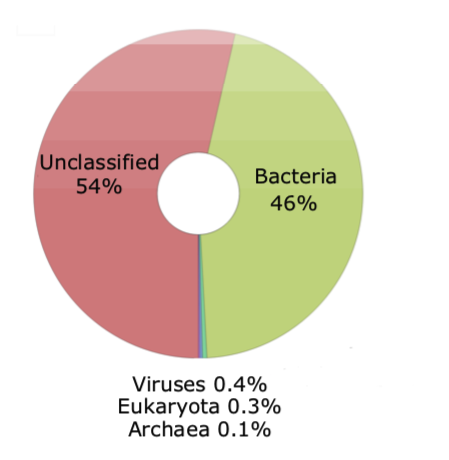 Unclassified
54%
Bacteria
46%
Viruses 0.4%
Eukaryota 0.3%
Archaea 0.1%